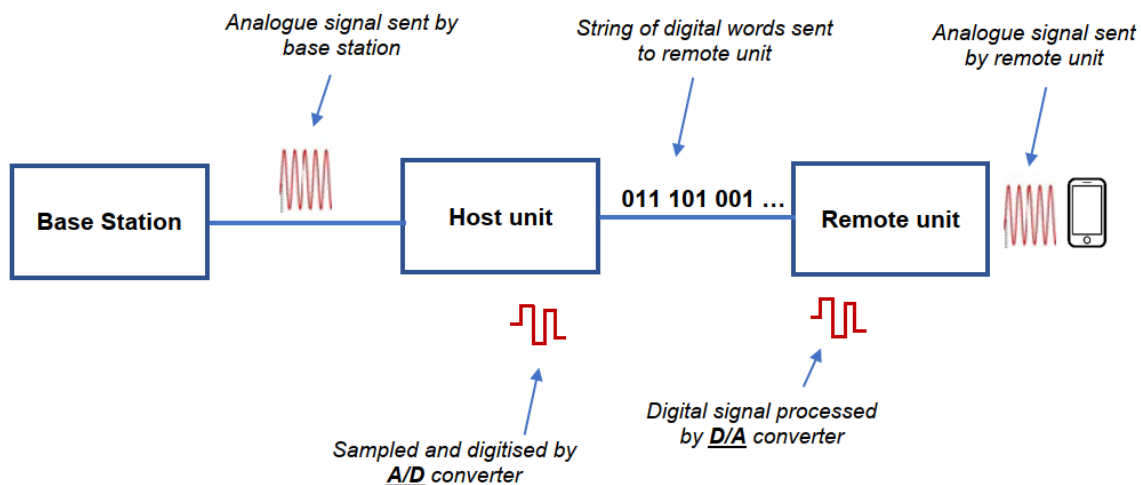 Analogue signal sent by
base station
String of digital words sent
to remote unit
Analogue signal sent
by remote unit
Base Station
Host unit
011 101 001 ...
Remote unit
Sampled and digitised by
A/D converter
Digital signal processed
by D/A converter